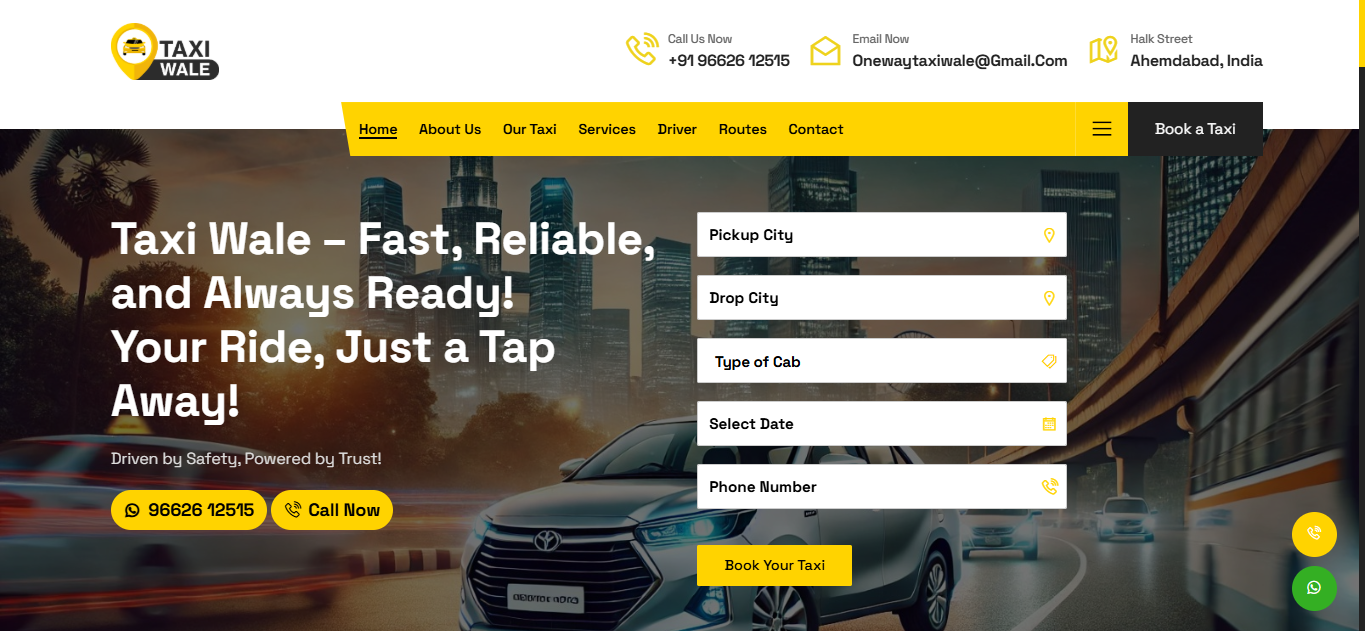 TAXI
WALE
Call Us Now
+91 96626 12515
Email Now
Onewaytaxiwale@Gmail.Com
Halk Street
Ahemdabad, India
Home
About Us
Our Taxi
Services
Driver
Routes
Contact
Book a Taxi
Taxi Wale – Fast, Reliable,
and Always Ready!
Your Ride, Just a Tap
Away!
Driven by Safety, Powered by Trust!
96626 12515
Call Now
Pickup City
Drop City
Type of Cab
Select Date
Phone Number
Book Your Taxi